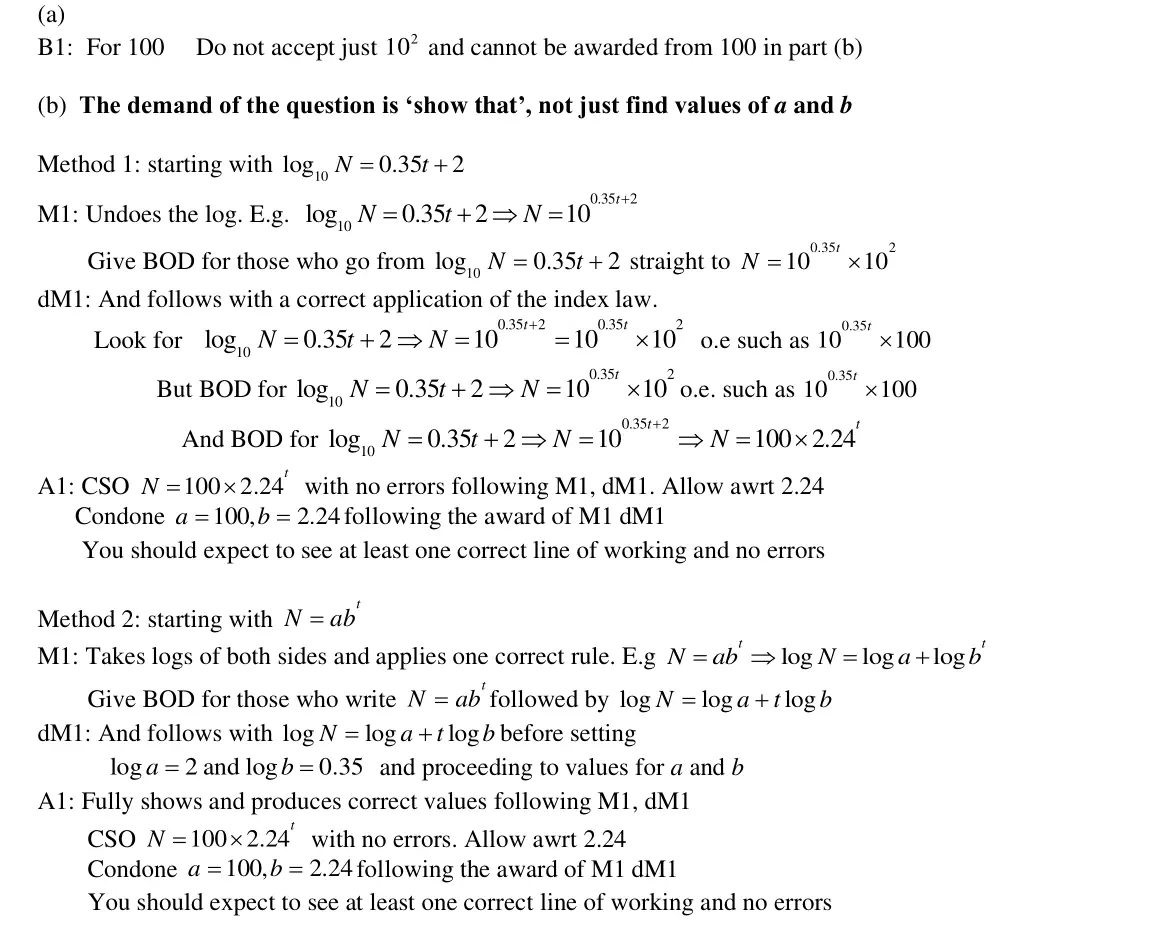 (a)
B1: For 100 Do not accept just 10² and cannot be awarded from 100 in part (b)
(b) The demand of the question is ‘show that’, not just find values of a and b
Method 1: starting with log₁₀ N = 0.35t + 2
M1: Undoes the log. E.g. log₁₀ N = 0.35t + 2 ⇒ N = 10^(0.35t+2)
Give BOD for those who go from log₁₀ N = 0.35t + 2 straight to N = 10^(0.35t) × 10²
dM1: And follows with a correct application of the index law.
Look for log₁₀ N = 0.35t + 2 ⇒ N = 10^(0.35t+2) = 10^(0.35t) × 10² o.e such as 10^(0.35t) × 100
But BOD for log₁₀ N = 0.35t + 2 ⇒ N = 10^(0.35t) × 10² o.e. such as 10^(0.35t) × 100
And BOD for log₁₀ N = 0.35t + 2 ⇒ N = 10^(0.35t+2) ⇒ N = 100 × 2.24^t
A1: CSO N = 100 × 2.24^t with no errors following M1, dM1. Allow awrt 2.24
Condone a = 100, b = 2.24 following the award of M1 dM1
You should expect to see at least one correct line of working and no errors
Method 2: starting with N = ab^t
M1: Takes logs of both sides and applies one correct rule. E.g N = ab^t ⇒ log N = log a + log b^t
Give BOD for those who write N = ab^t followed by log N = log a + t log b
dM1: And follows with log N = log a + t log b before setting
log a = 2 and log b = 0.35 and proceeding to values for a and b
A1: Fully shows and produces correct values following M1, dM1
CSO N = 100 × 2.24^t with no errors. Allow awrt 2.24
Condone a = 100, b = 2.24 following the award of M1 dM1
You should expect to see at least one correct line of working and no errors